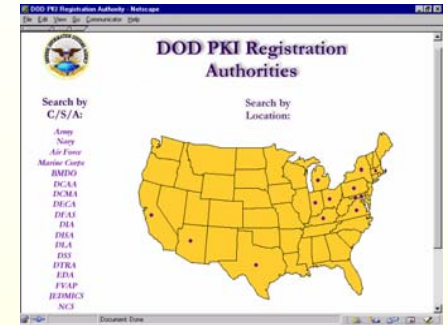 DOD PKI Registration Authority - Netscape
File Edit View Go Communicator Help
DOD PKI Registration
Authorities
Search by
C/S/A:
Search by
Location:
Army
Navy
Air Force
Marine Corps
BMDO
DCAA
DCMA
DECA
DFAS
DIA
DISA
DLA
DSS
DTRA
EDA
FVAP
JEDMICS
NCS
Document Done